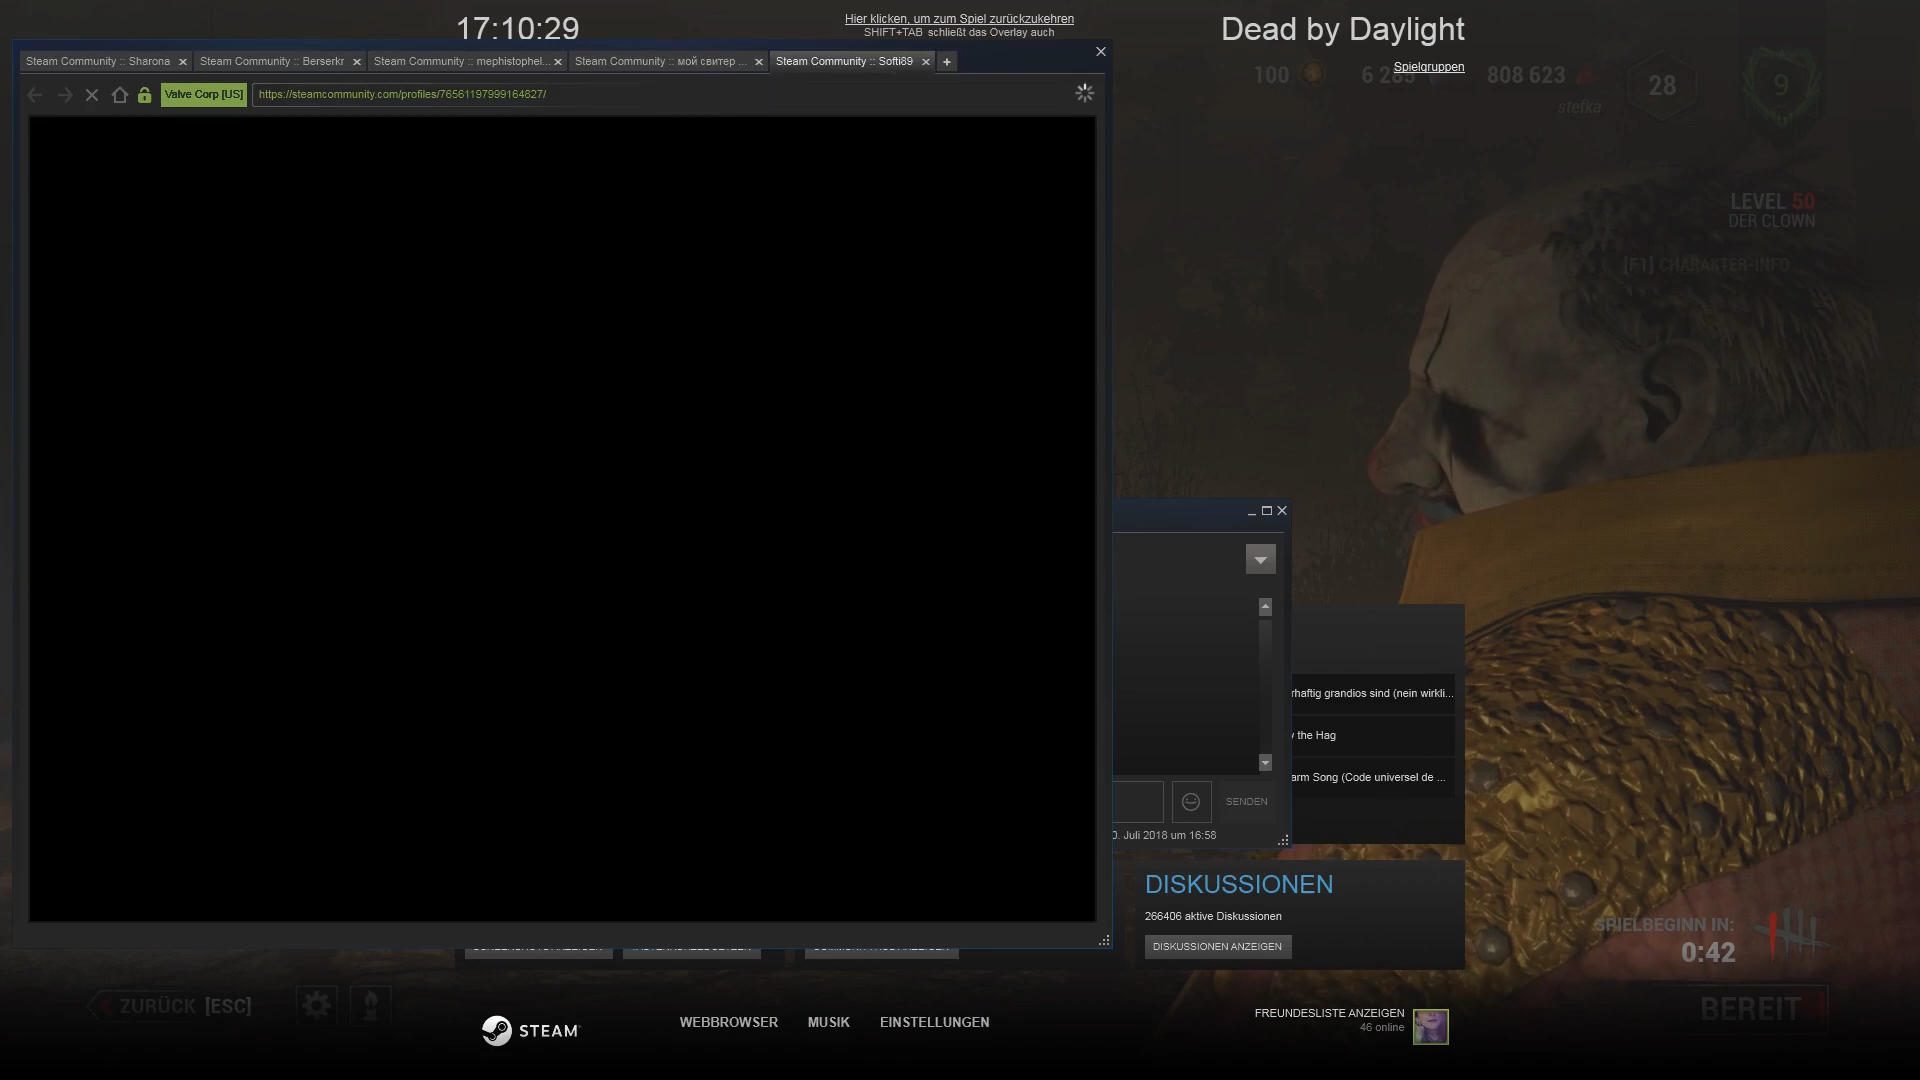 17:10:29
Hier klicken, um zum Spiel zurückzukehren
SHIFT+TAB schließt das Overlay auch
Dead by Daylight
Spielgruppen
Steam Community :: Sharona
Steam Community :: Berserkr
Steam Community :: mephistophel...
Steam Community :: мой свитер ...
Steam Community :: Softi89
Valve Corp [US]
https://steamcommunity.com/profiles/76561197999164827/
100
6 285
808 623
28
9
stefka
LEVEL 50
DER CLOWN
[F1] CHARAKTER-INFO
rhaftig grandios sind (nein wirkli...
y the Hag
arm Song (Code universel de ...
SENDEN
0. Juli 2018 um 16:58
DISKUSSIONEN
266406 aktive Diskussionen
DISKUSSIONEN ANZEIGEN
SPIELBEGINN IN:
0:42
ZURÜCK [ESC]
BEREIT
STEAM
WEBBROWSER
MUSIK
EINSTELLUNGEN
FREUNDESLISTE ANZEIGEN
46 online